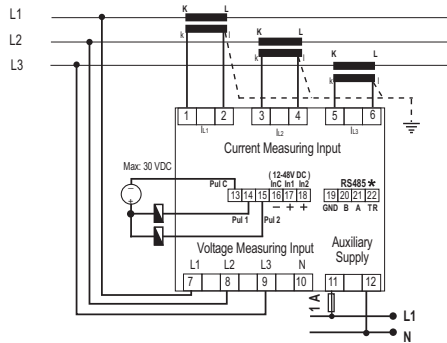 L1
L2
L3
K L
k l
K L
k l
K L
k l
1 2 3 4 5 6
IL1 IL2 IL3
Current Measuring Input
Max: 30 VDC
(12-48V DC)
Pul C InC In1 In2 RS485 *
13 14 15 16 17 18 19 20 21 22
Pul 1 Pul 2 − + + GND B A TR
− +
Voltage Measuring Input Auxiliary Supply
L1 L2 L3 N
7 8 9 10 11 12
1 A
L1
N